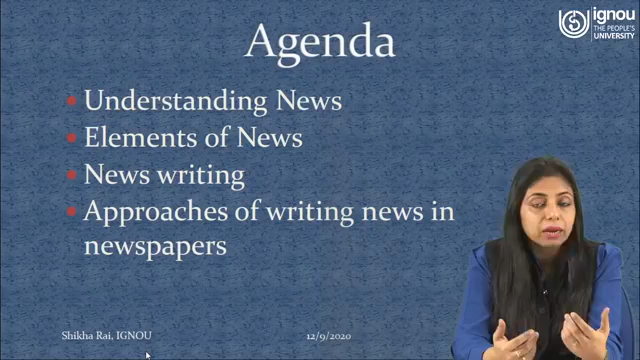 ignou
THE PEOPLE'S
UNIVERSITY
Agenda
Understanding News
Elements of News
News writing
Approaches of writing news in
newspapers
Shikha Rai, IGNOU
12/9/2020